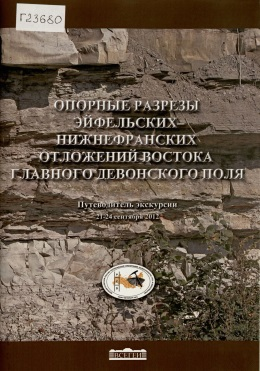 Г23680
ОПОРНЫЕ РАЗРЕЗЫ
ЭЙФЕЛЬСКИХ-
НИЖНЕФРАНСКИХ
ОТЛОЖЕНИЙ ВОСТОКА
ГЛАВНОГО ДЕВОНСКОГО ПОЛЯ
Путеводитель экскурсии
21-24 сентября 2012
ВСЕГЕИ